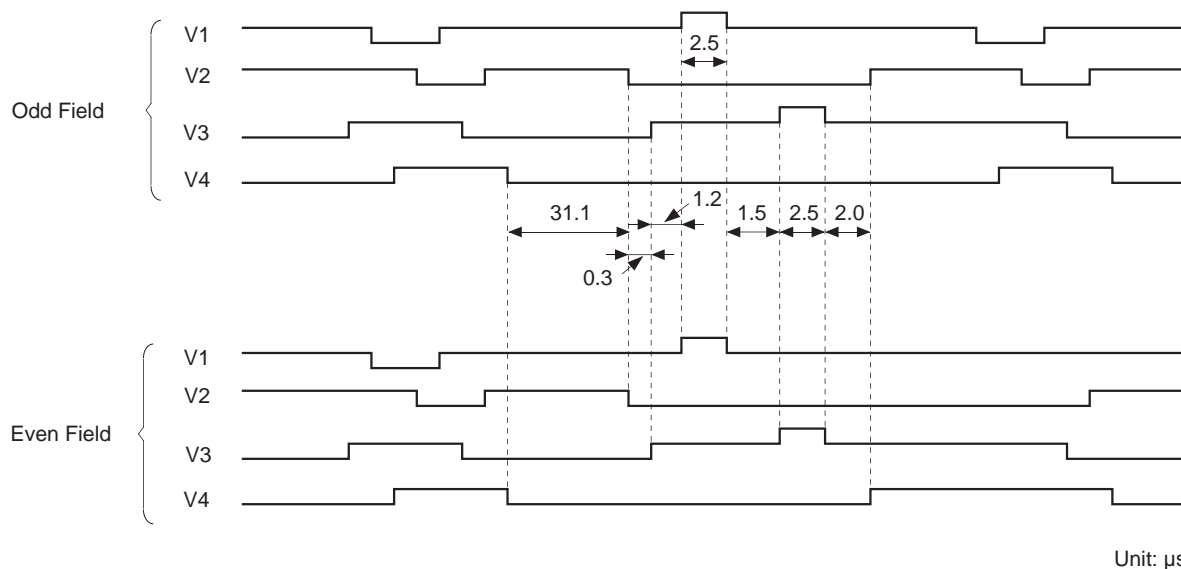 V1
2.5
V2
Odd Field
V3
V4
1.2
31.1
1.5
2.5
2.0
0.3
V1
V2
Even Field
V3
V4
Unit: µs